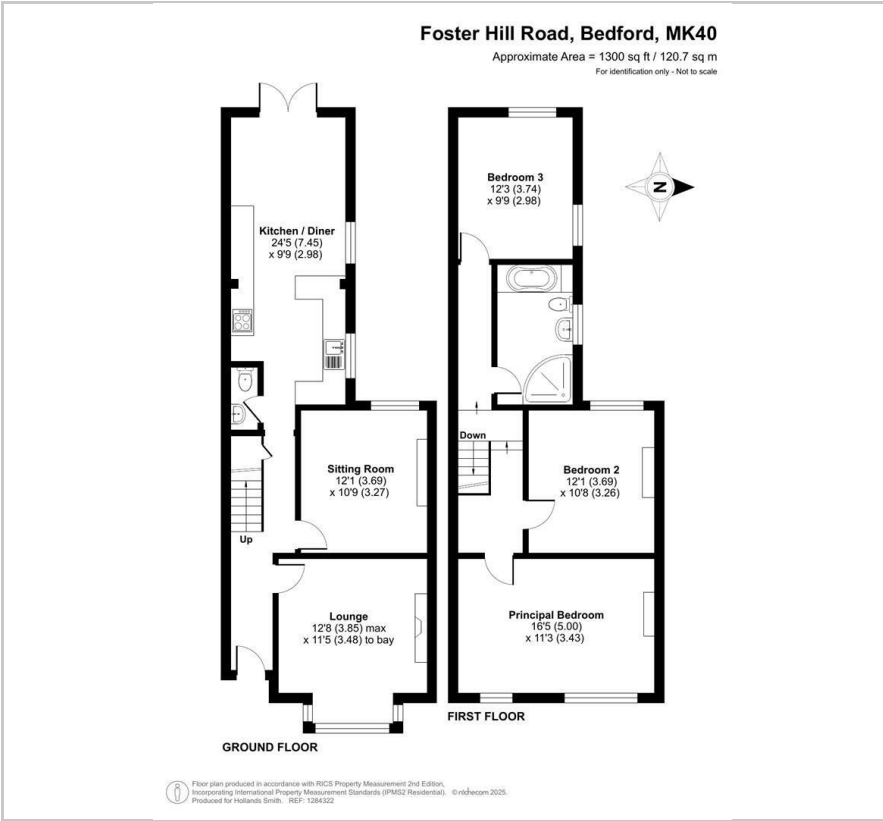 Foster Hill Road, Bedford, MK40
Approximate Area = 1300 sq ft / 120.7 sq m
For identification only - Not to scale
Kitchen / Diner
24'5 (7.45)
x 9'9 (2.98)
Sitting Room
12'1 (3.69)
x 10'9 (3.27)
Up
Lounge
12'8 (3.85) max
x 11'5 (3.48) to bay
GROUND FLOOR
Bedroom 3
12'3 (3.74)
x 9'9 (2.98)
N
Down
Bedroom 2
12'1 (3.69)
x 10'8 (3.26)
Principal Bedroom
16'5 (5.00)
x 11'3 (3.43)
FIRST FLOOR
Floor plan produced in accordance with RICS Property Measurement 2nd Edition,
Incorporating International Property Measurement Standards (IPMS2 Residential). © nichecom 2025.
Produced for Hollands Smith. REF: 1284322